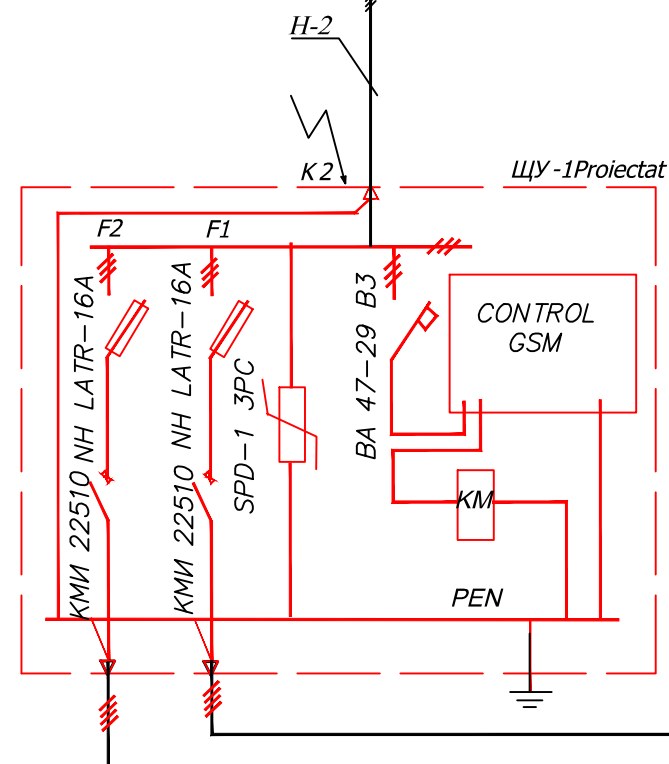 H-2
K2
ЩУ-1Proiectat
F2
F1
КМИ 22510 NH LATR-16A
КМИ 22510 NH LATR-16A
SPD-1 3PC
BA 47-29 B3
CONTROL
GSM
KM
PEN